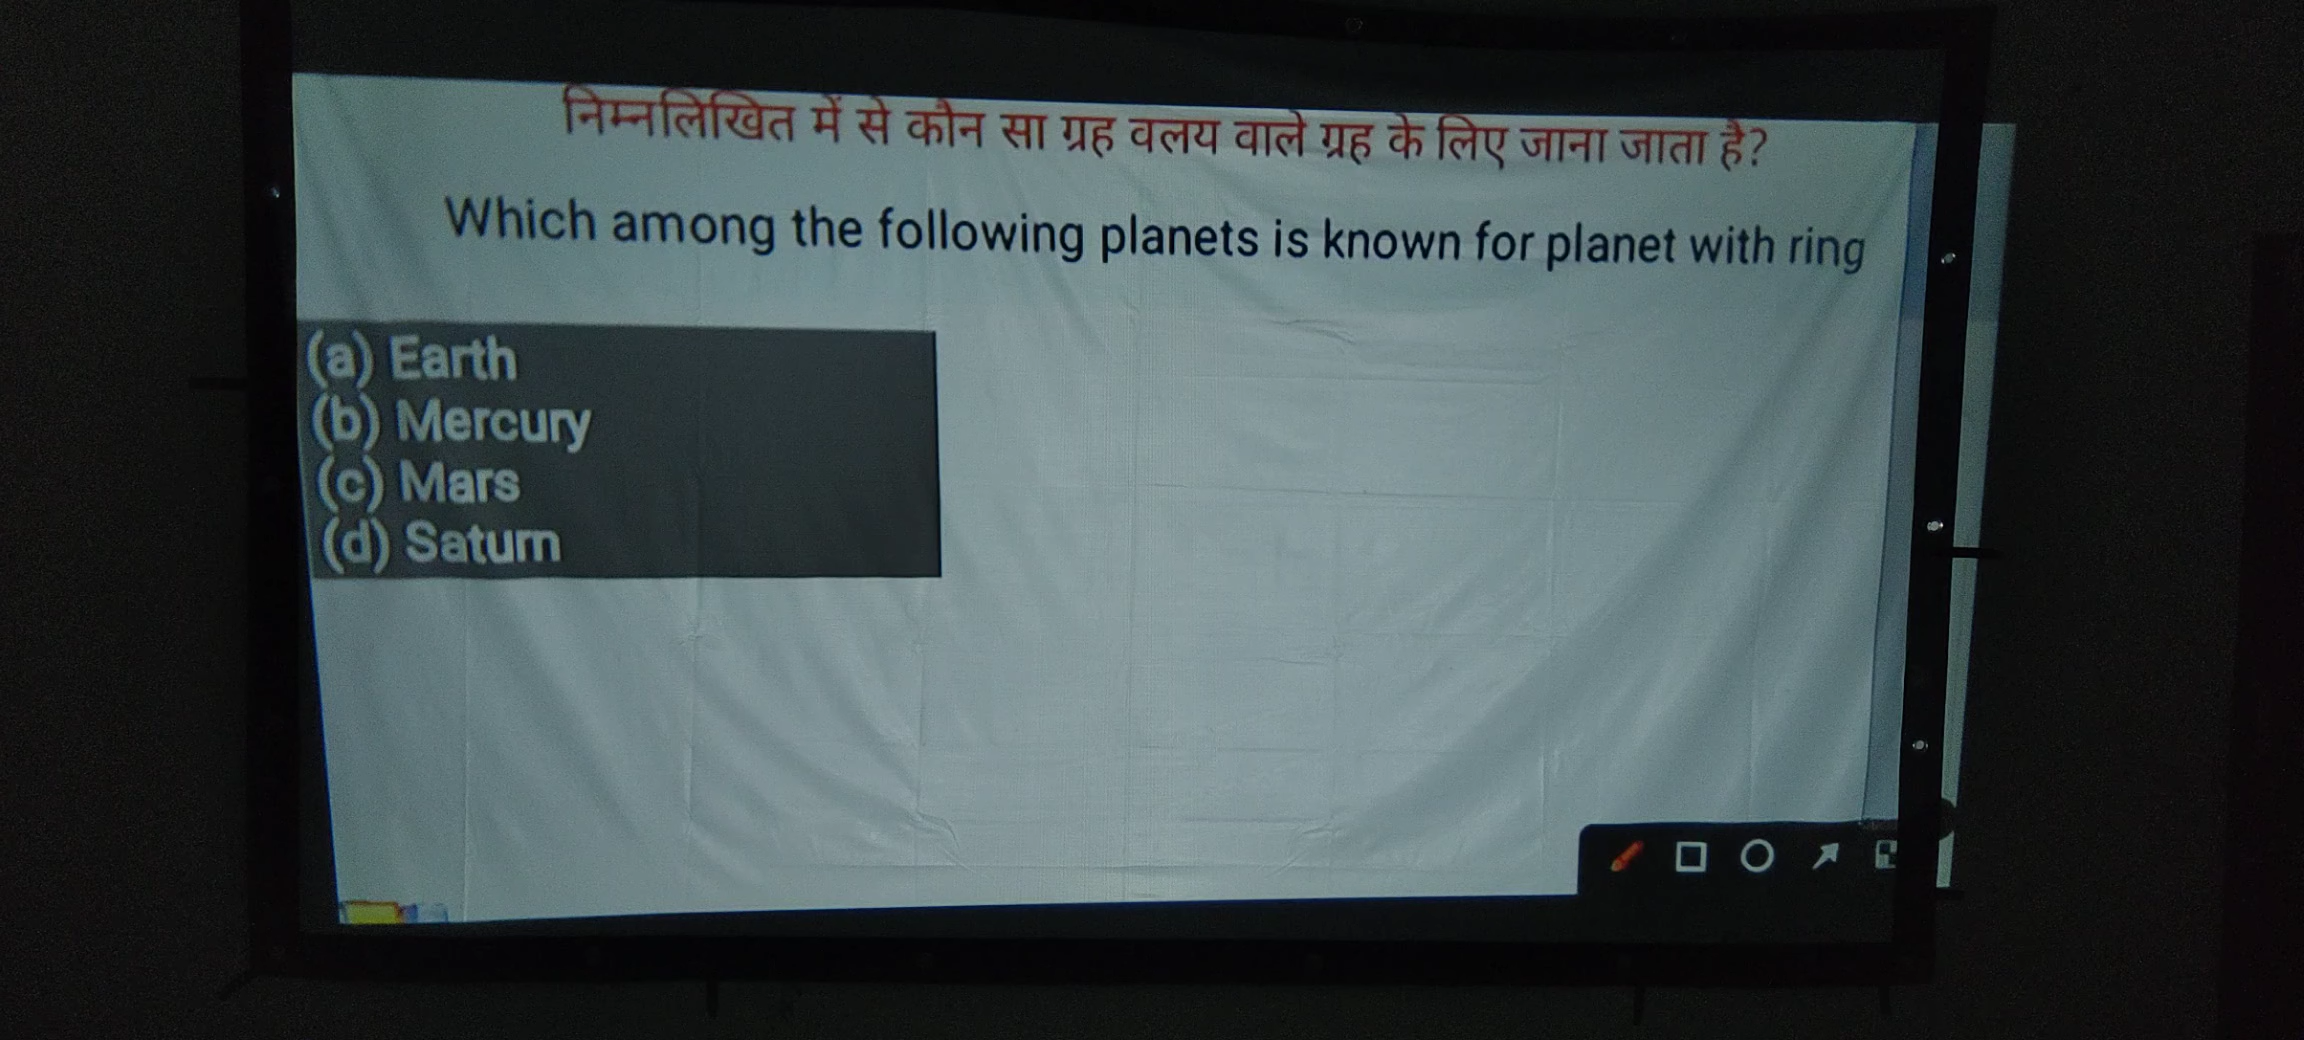 निम्नलिखित में से कौन सा ग्रह वलय वाले ग्रह के लिए जाना जाता है?
Which among the following planets is known for planet with ring
(a) Earth
(b) Mercury
(c) Mars
(d) Saturn